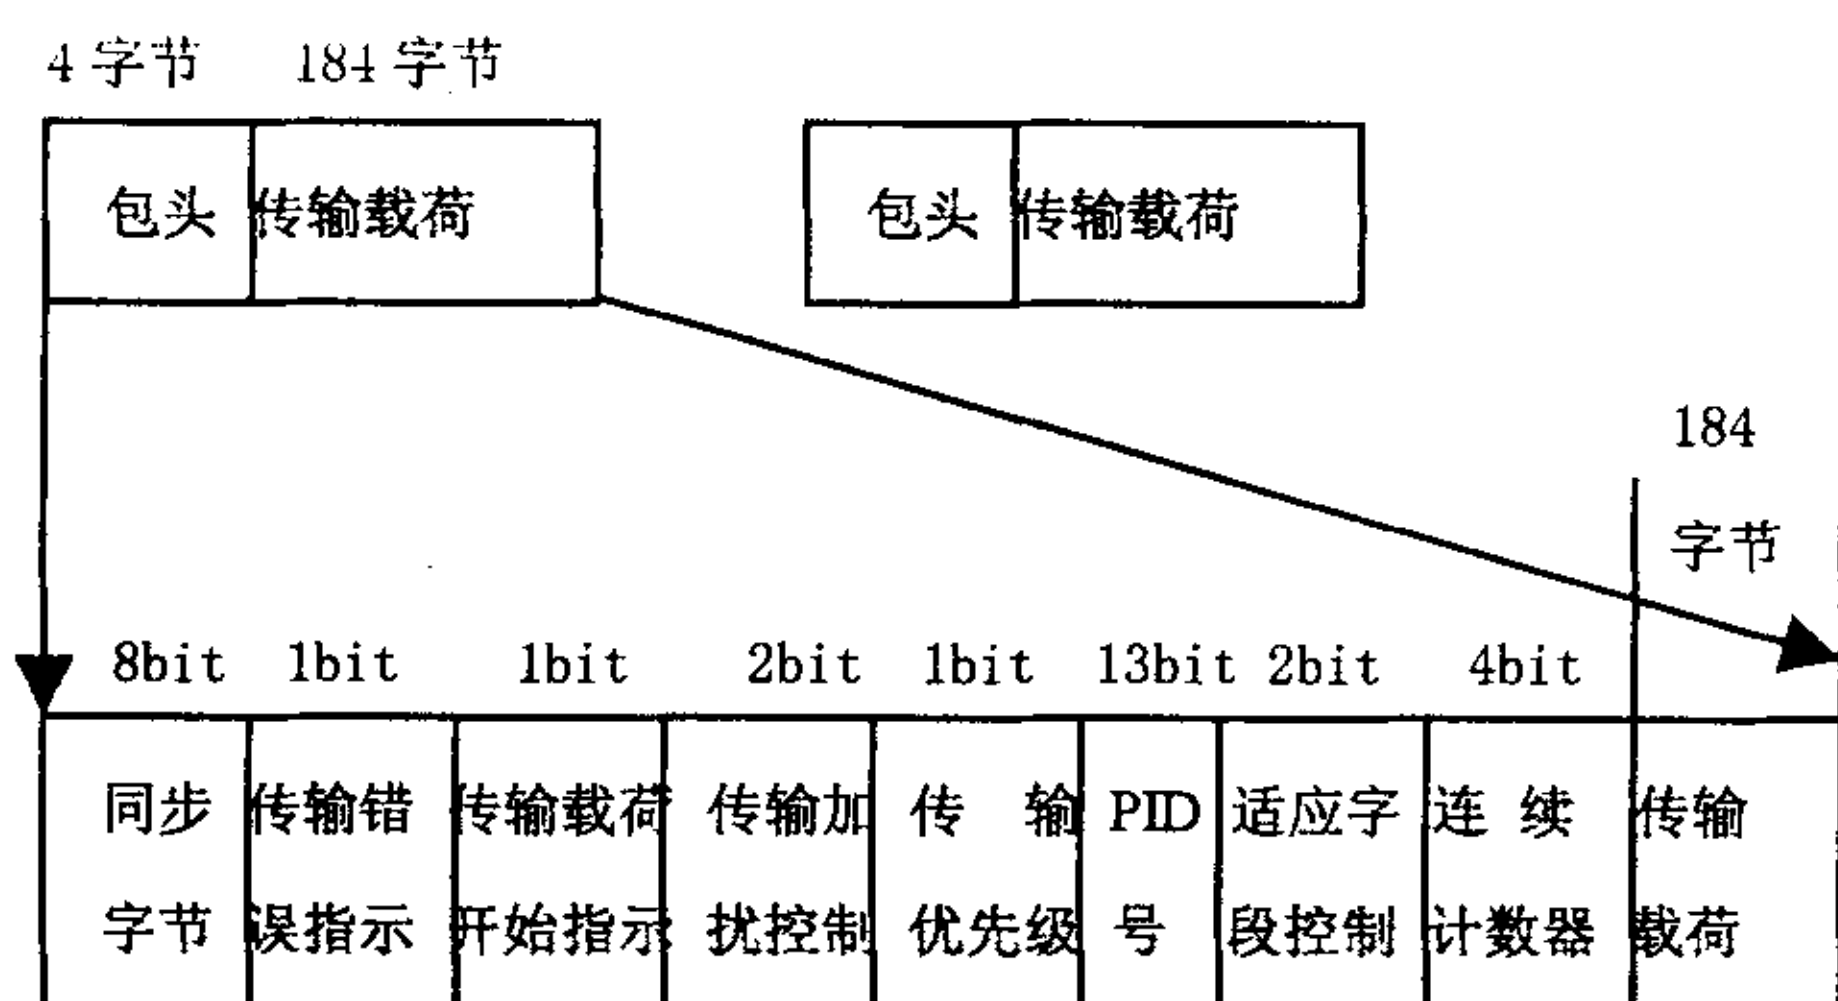 4 字节 184 字节
包头 传输载荷 包头 传输载荷
184
字节
8bit 1bit 1bit 2bit 1bit 13bit 2bit 4bit
同步 传输错 传输载荷 传输加 传 输 PID 适应字 连 续 传输
字节 误指示 开始指示 扰控制 优先级 号 段控制 计数器 载荷